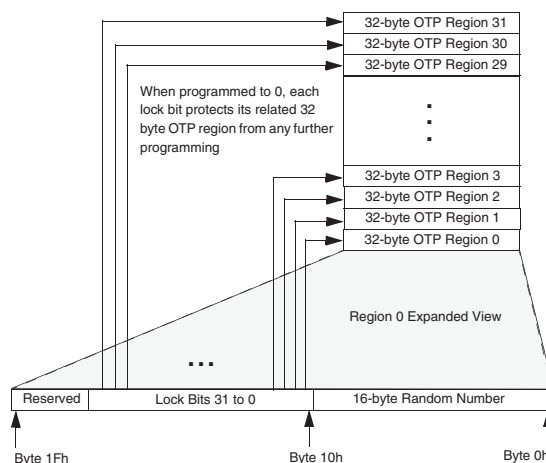 32-byte OTP Region 31
32-byte OTP Region 30
32-byte OTP Region 29
When programmed to 0, each
lock bit protects its related 32
byte OTP region from any further
programming
32-byte OTP Region 3
32-byte OTP Region 2
32-byte OTP Region 1
32-byte OTP Region 0
Region 0 Expanded View
...
Reserved
Lock Bits 31 to 0
16-byte Random Number
Byte 1Fh
Byte 10h
Byte 0h